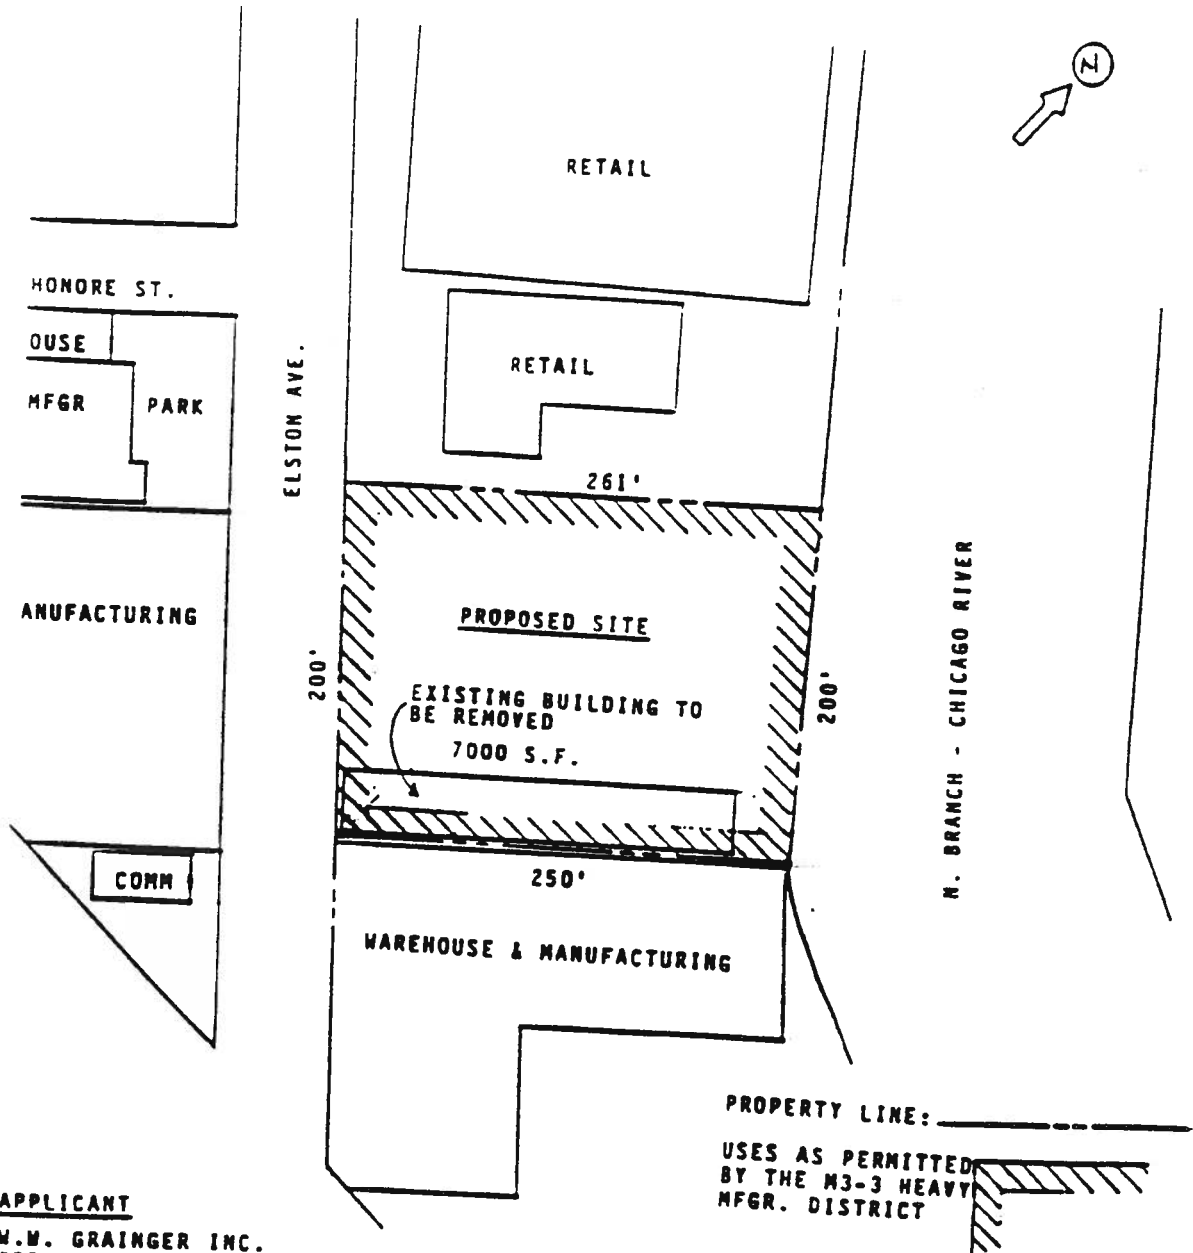 N
RETAIL
HONORE ST.
OUSE
MFGR
PARK
ELSTON AVE.
RETAIL
261'
ANUFACTURING
PROPOSED SITE
200'
200'
EXISTING BUILDING TO
BE REMOVED
7000 S.F.
N. BRANCH - CHICAGO RIVER
COMM
250'
WAREHOUSE & MANUFACTURING
PROPERTY LINE:
USES AS PERMITTED
BY THE M3-3 HEAVY
MFGR. DISTRICT
APPLICANT
W.W. GRAINGER INC.